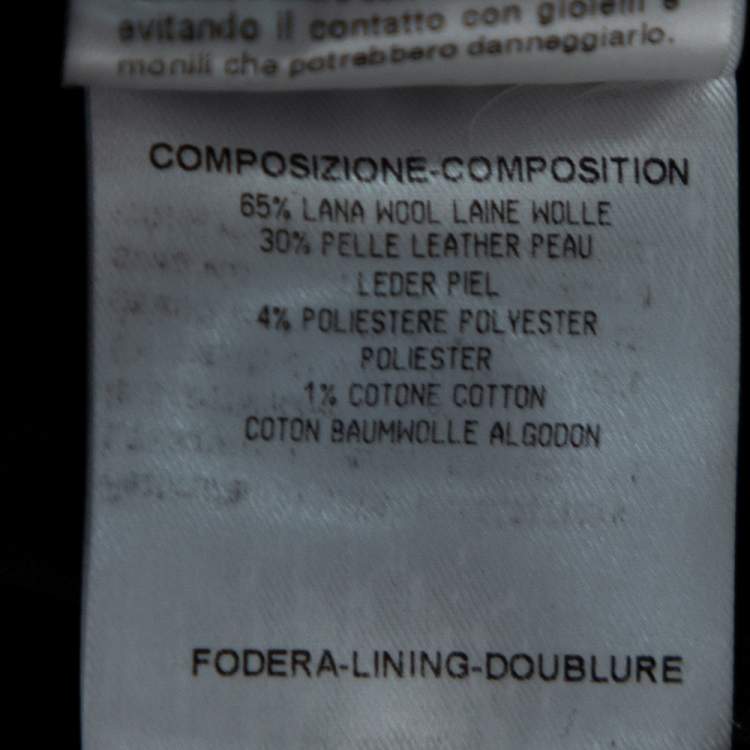 evitando il contatto con gioielli e
monili che potrebbero danneggiarlo.
COMPOSIZIONE-COMPOSITION
65% LANA WOOL LAINE WOLLE
30% PELLE LEATHER PEAU
LEDER PIEL
4% POLIESTERE POLYESTER
POLIESTER
1% COTONE COTTON
COTON BAUMWOLLE ALGODON
FODERA-LINING-DOUBLURE